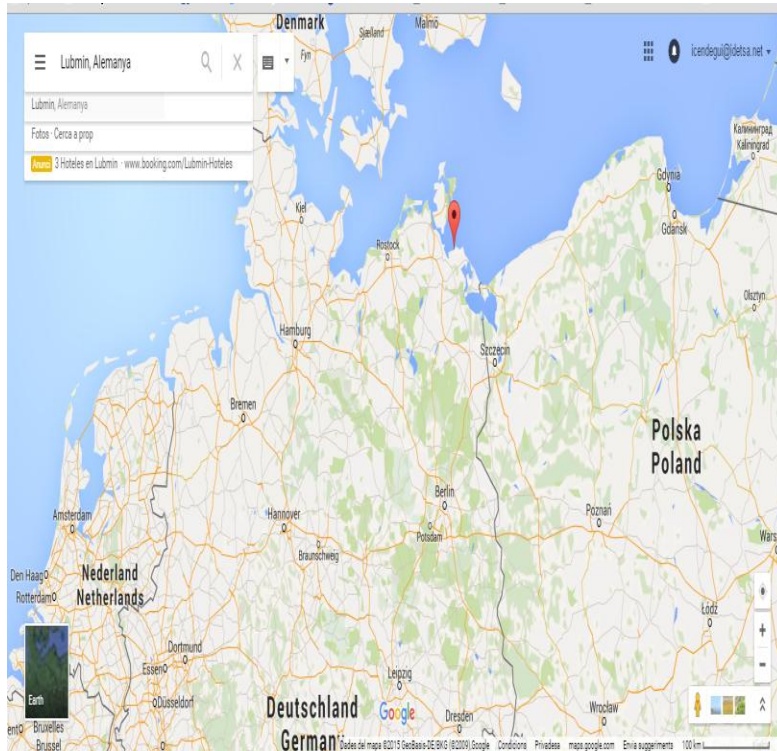 Lubmin, Alemanya
Lubmin, Alemanya
Fotos · Cerca a prop
Anunci 3 Hoteles en Lubmin · www.booking.com/Lubmin-Hoteles
icendegui@idetsa.net
Denmark
Malmö
Sjælland
Fyn
Калининград
Kaliningrad
Gdynia
Gdańsk
Kiel
Rostock
Olsztyn
Hamburg
Szczecin
Bremen
Polska
Poland
Berlin
Amsterdam
Hannover
Potsdam
Poznań
Braunschweig
Wars
Den Haag
Nederland
Rotterdam
Netherlands
Łódź
Dortmund
Essen
Düsseldorf
Leipzig
Earth
Deutschland
Google
Dresden
Wrocław
Bruxelles
Brussel
German
Dades del mapa ©2015 GeoBasis-DE/BKG (©2009), Google Condicions Privadesa maps.google.com Envia suggeriments 100 km